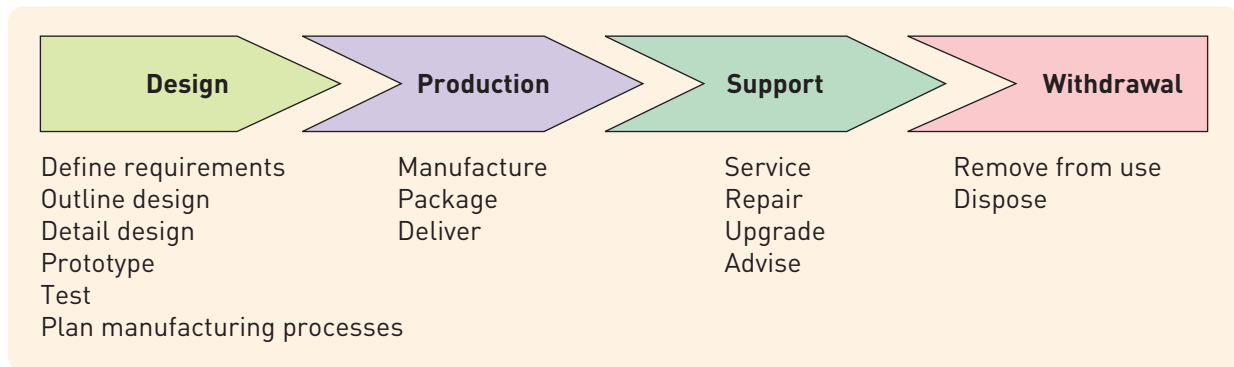 Design
Production
Support
Withdrawal
Define requirements
Outline design
Detail design
Prototype
Test
Plan manufacturing processes
Manufacture
Package
Deliver
Service
Repair
Upgrade
Advise
Remove from use
Dispose